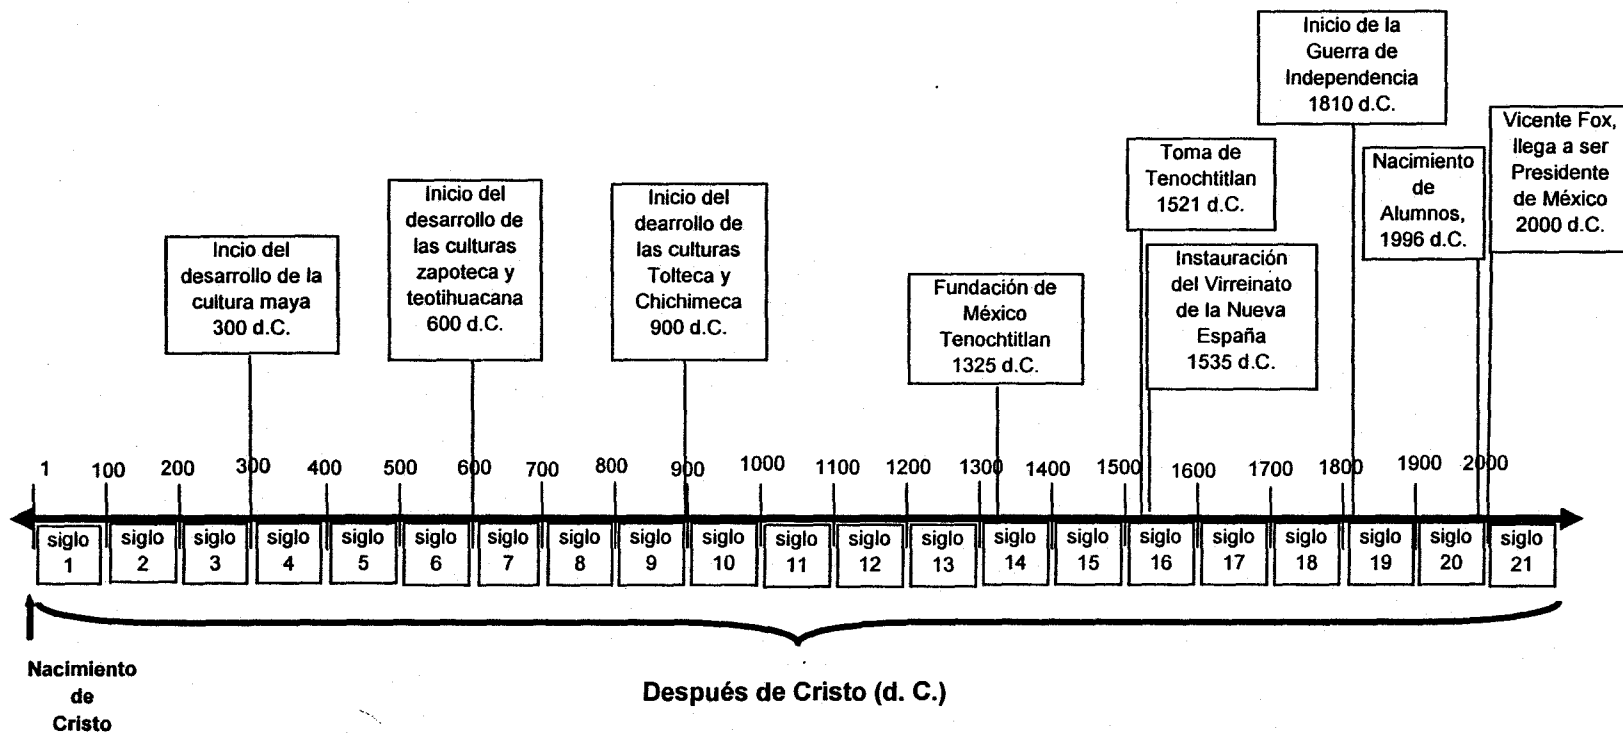 Incio del
desarrollo de la
cultura maya
300 d.C.
Inicio del
desarrollo de
las culturas
zapoteca y
teotihuacana
600 d.C.
Inicio del
dearrollo de
las culturas
Tolteca y
Chichimeca
900 d.C.
Fundación de
México
Tenochtitlan
1325 d.C.
Toma de
Tenochtitlan
1521 d.C.
Instauración
del Virreinato
de la Nueva
España
1535 d.C.
Inicio de la
Guerra de
Independencia
1810 d.C.
Nacimiento
de
Alumnos,
1996 d.C.
Vicente Fox,
llega a ser
Presidente
de México
2000 d.C.
1 100 200 300 400 500 600 700 800 900 1000 1100 1200 1300 1400 1500 1600 1700 1800 1900 2000
siglo siglo siglo siglo siglo siglo siglo siglo siglo siglo siglo siglo siglo siglo siglo siglo siglo siglo siglo siglo siglo
1 2 3 4 5 6 7 8 9 10 11 12 13 14 15 16 17 18 19 20 21
Nacimiento
de
Cristo
Después de Cristo (d. C.)